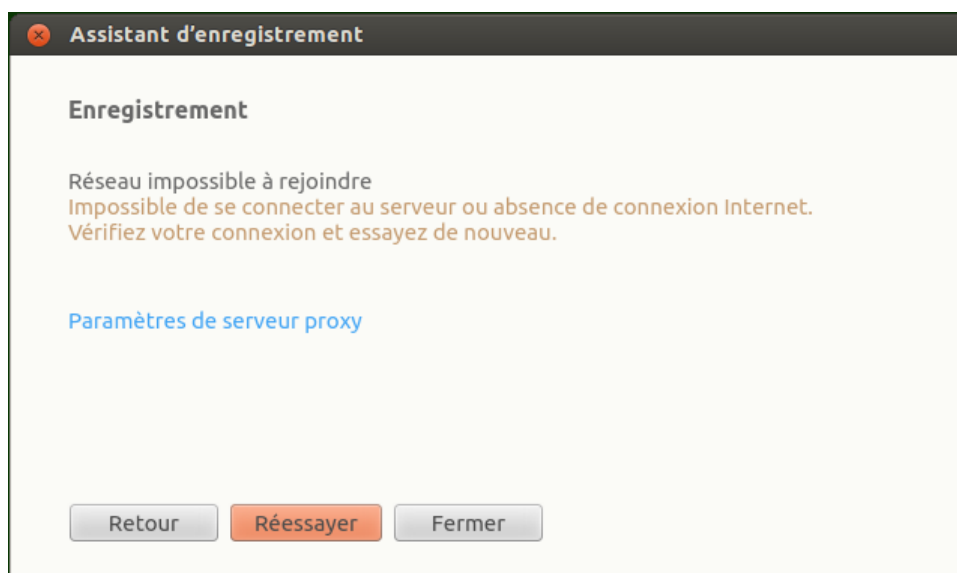 Assistant d’enregistrement
Enregistrement
Réseau impossible à rejoindre
Impossible de se connecter au serveur ou absence de connexion Internet.
Vérifiez votre connexion et essayez de nouveau.
Paramètres de serveur proxy
Retour
Réessayer
Fermer